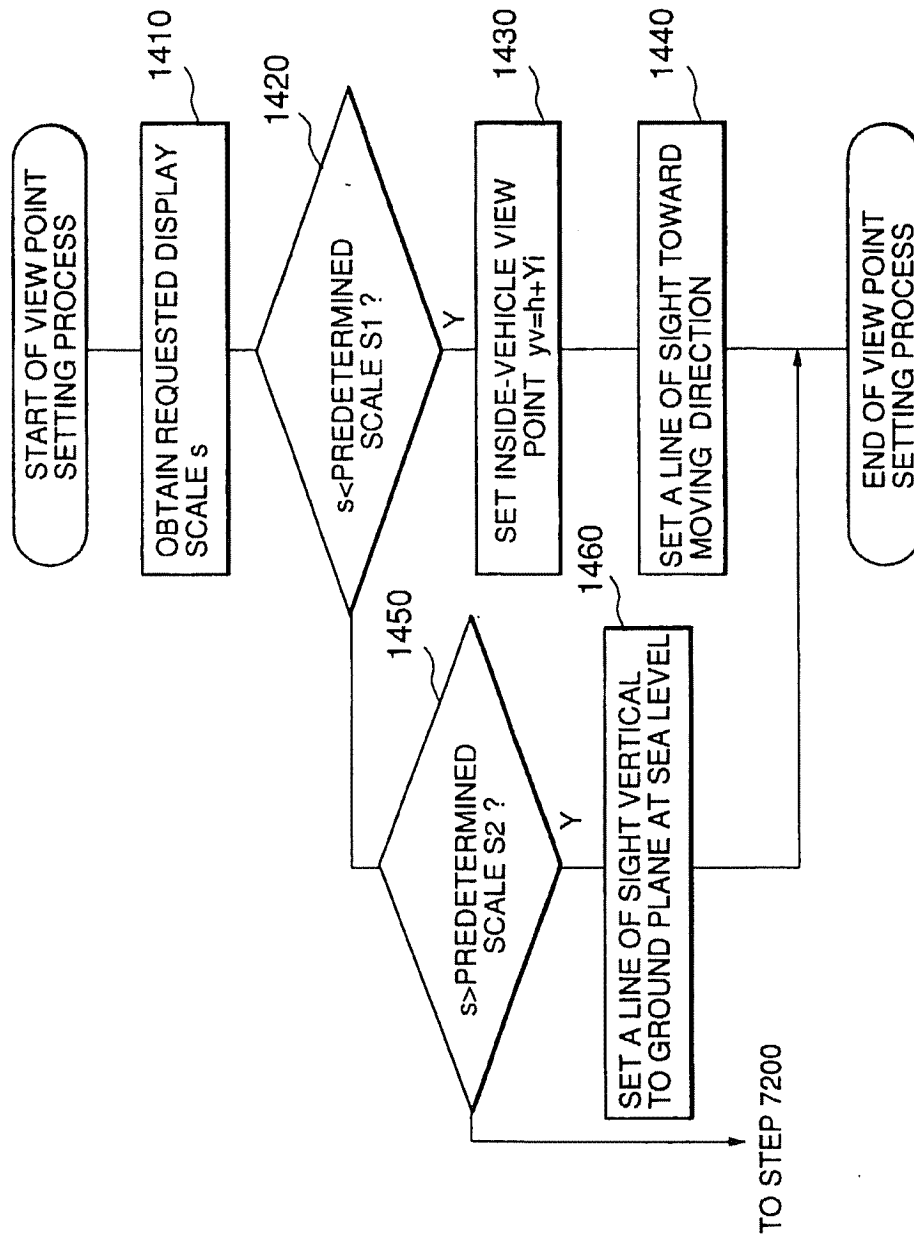 START OF VIEW POINT
SETTING PROCESS
1410
OBTAIN REQUESTED DISPLAY
SCALE s
1420
s<PREDETERMINED
SCALE S1 ?
Y
1430
SET INSIDE-VEHICLE VIEW
POINT yv=h+Yi
1440
SET A LINE OF SIGHT TOWARD
MOVING DIRECTION
1450
s>PREDETERMINED
SCALE S2 ?
Y
1460
SET A LINE OF SIGHT VERTICAL
TO GROUND PLANE AT SEA LEVEL
TO STEP 7200
END OF VIEW POINT
SETTING PROCESS